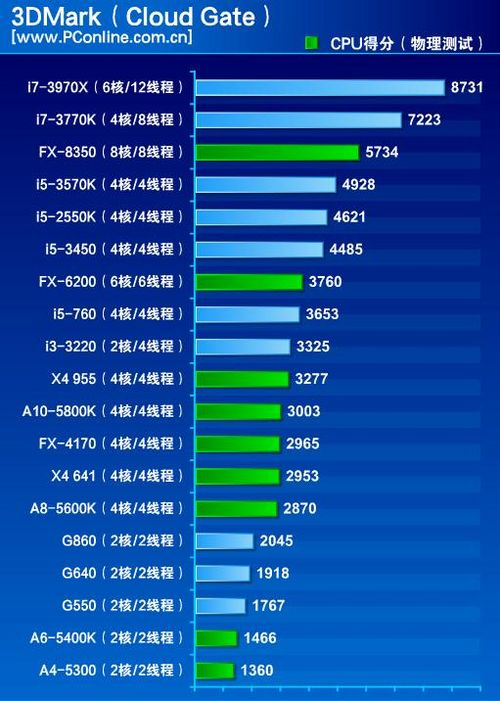 3DMark（Cloud Gate）
[www.PConline.com.cn]
CPU得分（物理测试）
i7-3970X（6核/12线程） 8731
i7-3770K（4核/8线程） 7223
FX-8350（8核/8线程） 5734
i5-3570K（4核/4线程） 4928
i5-2550K（4核/4线程） 4621
i5-3450（4核/4线程） 4485
FX-6200（6核/6线程） 3760
i5-760（4核/4线程） 3653
i3-3220（2核/4线程） 3325
X4 955（4核/4线程） 3277
A10-5800K（4核/4线程） 3003
FX-4170（4核/4线程） 2965
X4 641（4核/4线程） 2953
A8-5600K（4核/4线程） 2870
G860（2核/2线程） 2045
G640（2核/2线程） 1918
G550（2核/2线程） 1767
A6-5400K（2核/2线程） 1466
A4-5300（2核/2线程） 1360